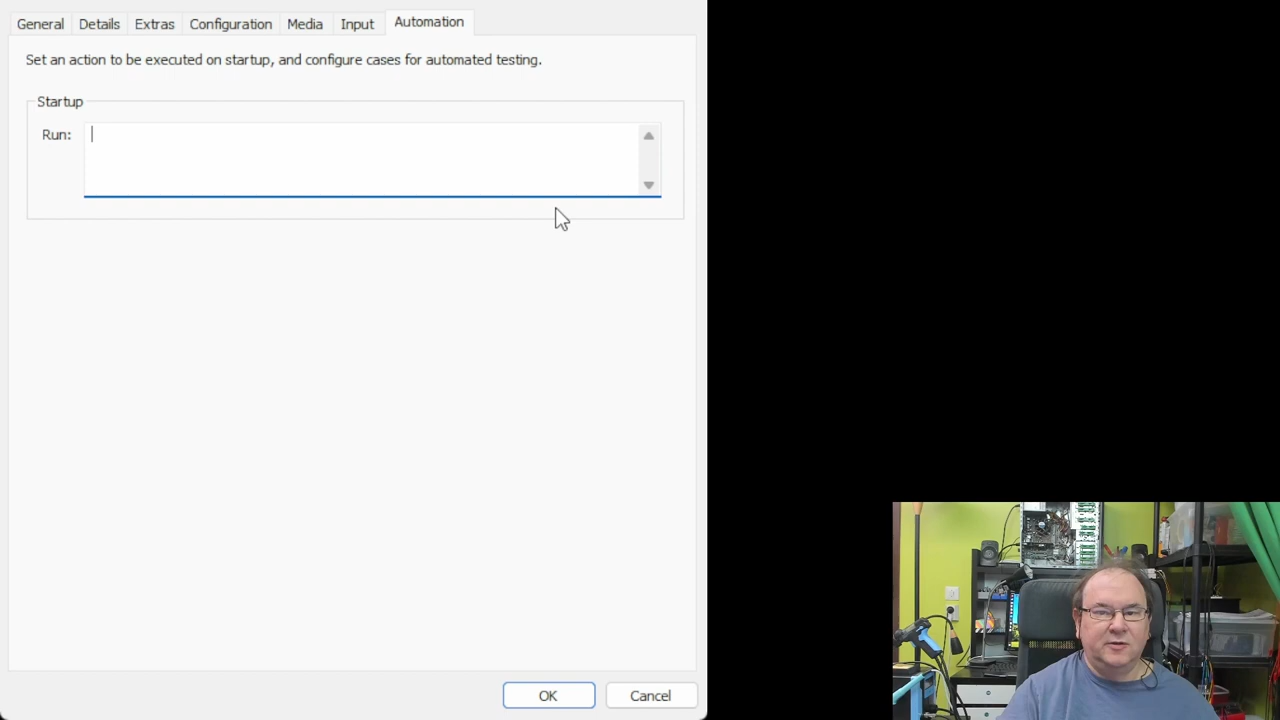 General Details Extras Configuration Media Input Automation
Set an action to be executed on startup, and configure cases for automated testing.
Startup
Run:
OK Cancel